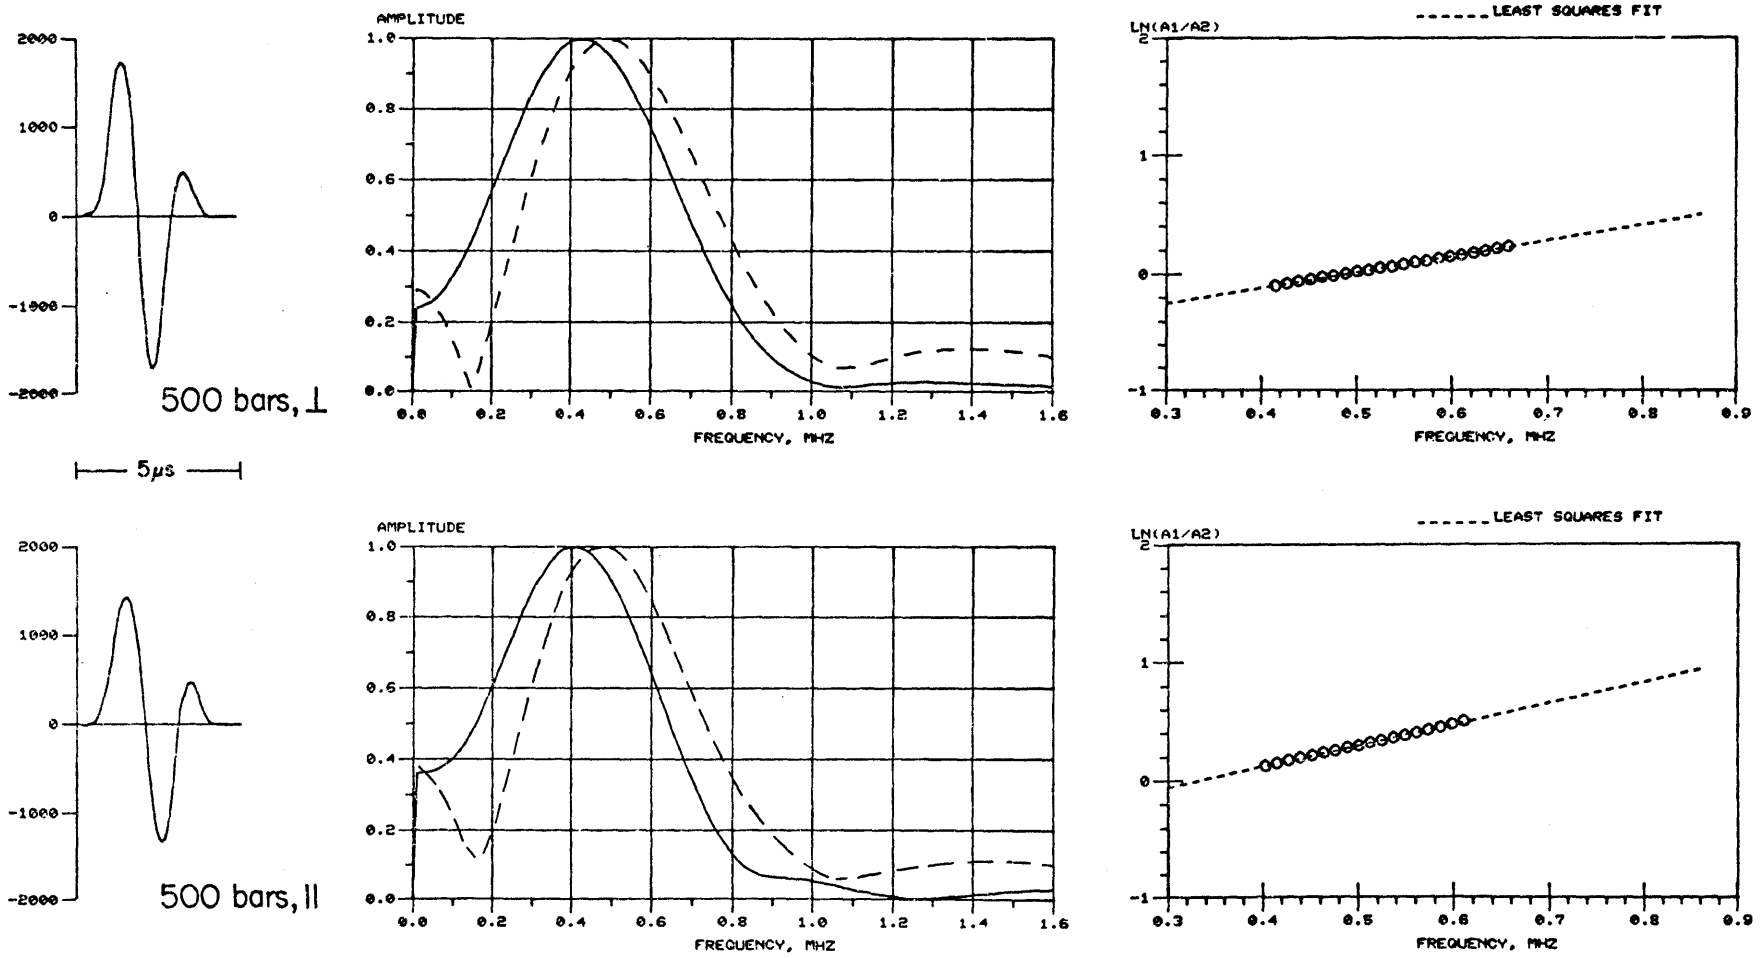 2000
1000
0
-1000
-2000
500 bars, ⊥
AMPLITUDE
1.0
0.8
0.6
0.4
0.2
0.0
0.0 0.2 0.4 0.6 0.8 1.0 1.2 1.4 1.6
FREQUENCY, MHZ
LEAST SQUARES FIT
LN(A1/A2)
2
1
0
-1
0.3 0.4 0.5 0.6 0.7 0.8 0.9
FREQUENCY, MHZ
5µs
2000
1000
0
-1000
-2000
500 bars, ||
AMPLITUDE
1.0
0.8
0.6
0.4
0.2
0.0
0.0 0.2 0.4 0.6 0.8 1.0 1.2 1.4 1.6
FREQUENCY, MHZ
LEAST SQUARES FIT
LN(A1/A2)
2
1
0
-1
0.3 0.4 0.5 0.6 0.7 0.8 0.9
FREQUENCY, MHZ